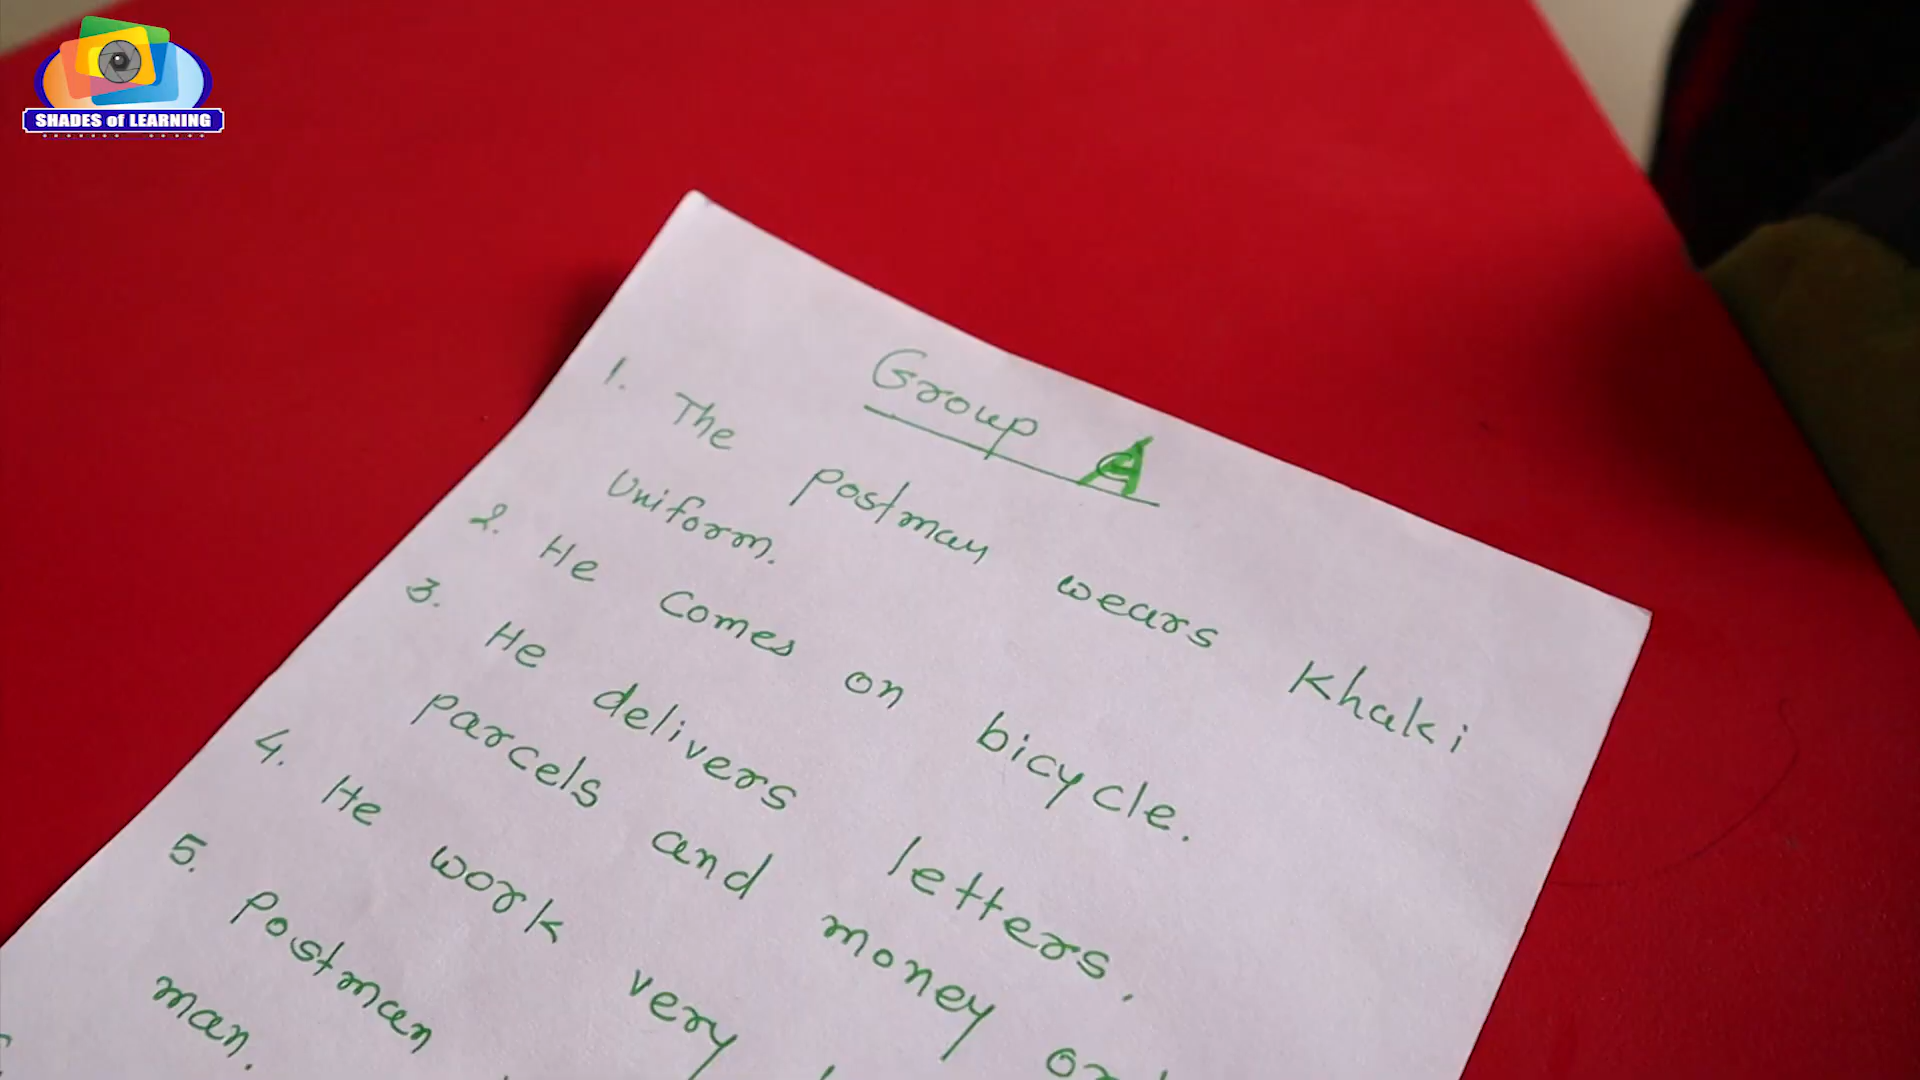 SHADES of LEARNING
Group A
1. The postman wears Khaki
Uniform.
2. He comes on bicycle.
3. He delivers letters,
parcels and money
4. He work very
5. Postman
man.